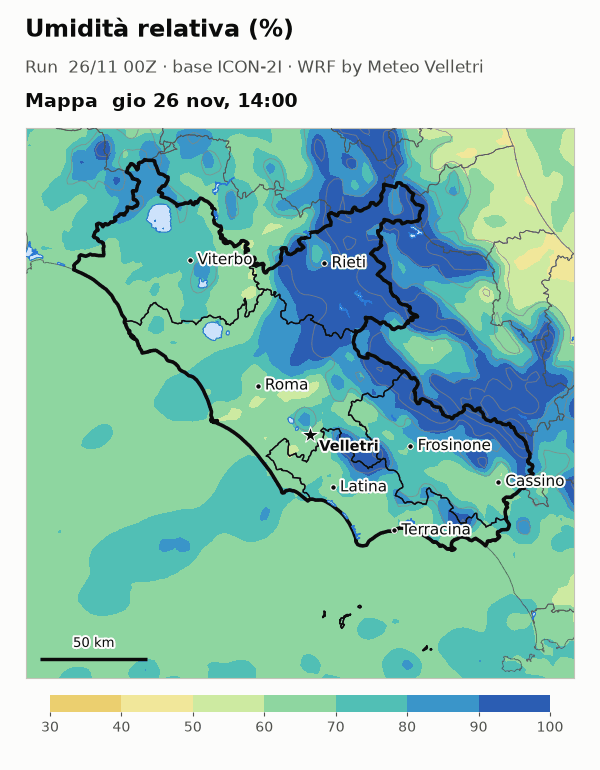 Umidità relativa (%)
Run  26/11 00Z · base ICON-2I · WRF by Meteo Velletri
Mappa  gio 26 nov, 14:00
Viterbo
Rieti
Roma
Velletri
Frosinone
Latina
Cassino
Terracina
50 km
30 40 50 60 70 80 90 100